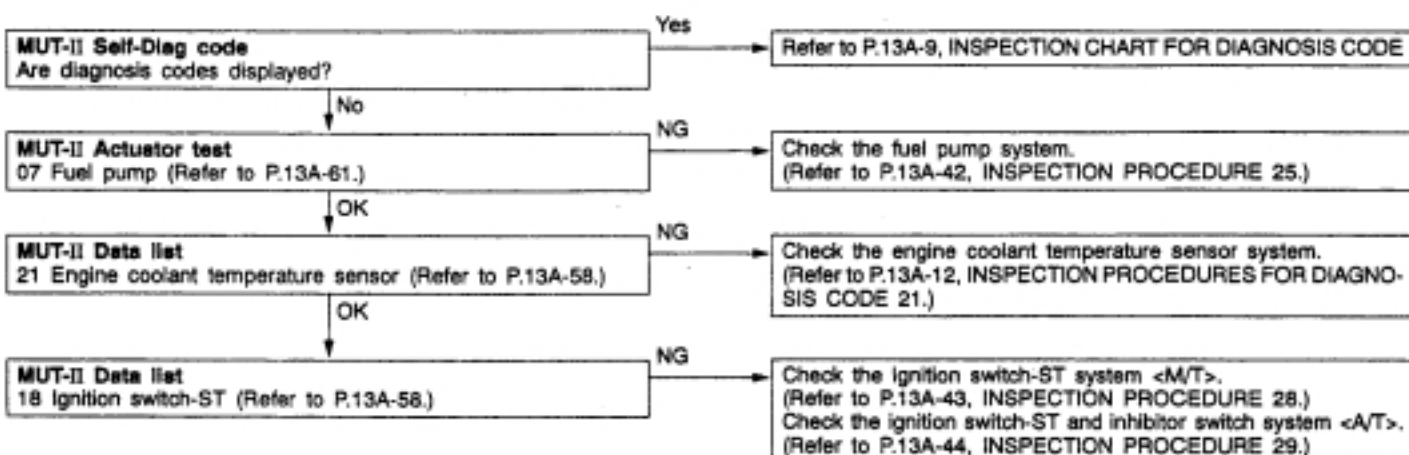 Yes
MUT-II Self-Diag code
Are diagnosis codes displayed?
Refer to P.13A-9, INSPECTION CHART FOR DIAGNOSIS CODE
No
NG
MUT-II Actuator test
07 Fuel pump (Refer to P.13A-61.)
Check the fuel pump system.
(Refer to P.13A-42, INSPECTION PROCEDURE 25.)
OK
NG
MUT-II Data list
21 Engine coolant temperature sensor (Refer to P.13A-58.)
Check the engine coolant temperature sensor system.
(Refer to P.13A-12, INSPECTION PROCEDURES FOR DIAGNO-
SIS CODE 21.)
OK
NG
MUT-II Data list
18 Ignition switch-ST (Refer to P.13A-58.)
Check the ignition switch-ST system <M/T>.
(Refer to P.13A-43, INSPECTION PROCEDURE 28.)
Check the ignition switch-ST and inhibitor switch system <A/T>.
(Refer to P.13A-44, INSPECTION PROCEDURE 29.)